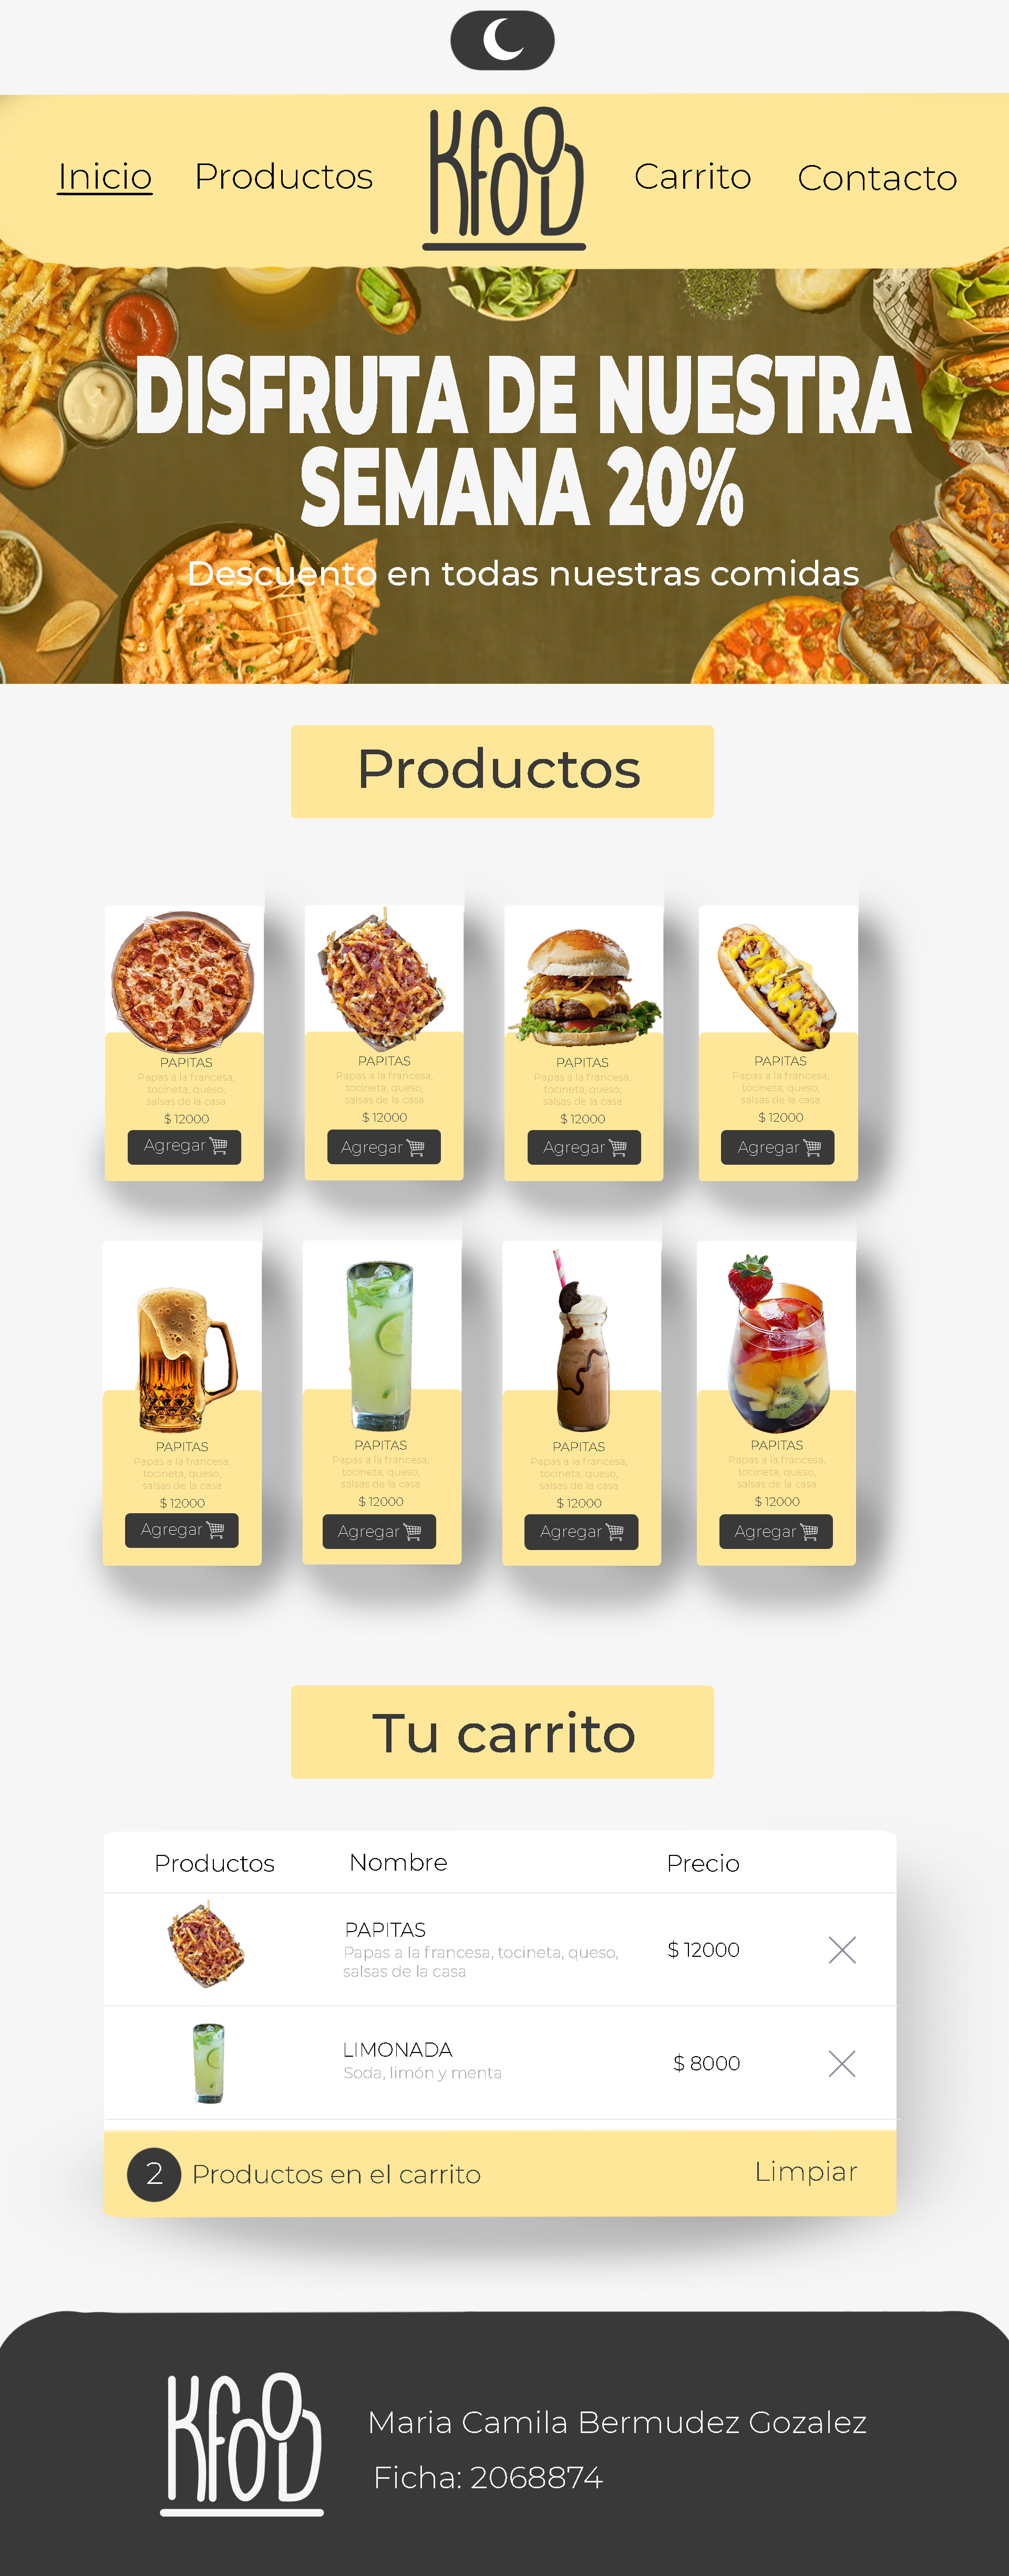 Inicio Productos KFOOD Carrito Contacto
DISFRUTA DE NUESTRA
SEMANA 20%
Descuento en todas nuestras comidas
Productos
PAPITAS
Papas a la francesa,
tocineta, queso,
salsas de la casa
$ 12000
Agregar
PAPITAS
Papas a la francesa,
tocineta, queso,
salsas de la casa
$ 12000
Agregar
PAPITAS
Papas a la francesa,
tocineta, queso,
salsas de la casa
$ 12000
Agregar
PAPITAS
Papas a la francesa,
tocineta, queso,
salsas de la casa
$ 12000
Agregar
PAPITAS
Papas a la francesa,
tocineta, queso,
salsas de la casa
$ 12000
Agregar
PAPITAS
Papas a la francesa,
tocineta, queso,
salsas de la casa
$ 12000
Agregar
PAPITAS
Papas a la francesa,
tocineta, queso,
salsas de la casa
$ 12000
Agregar
PAPITAS
Papas a la francesa,
tocineta, queso,
salsas de la casa
$ 12000
Agregar
Tu carrito
Productos Nombre Precio
PAPITAS
Papas a la francesa, tocineta, queso,
salsas de la casa
$ 12000
LIMONADA
Soda, limón y menta
$ 8000
2 Productos en el carrito Limpiar
KFOOD
Maria Camila Bermudez Gozalez
Ficha: 2068874